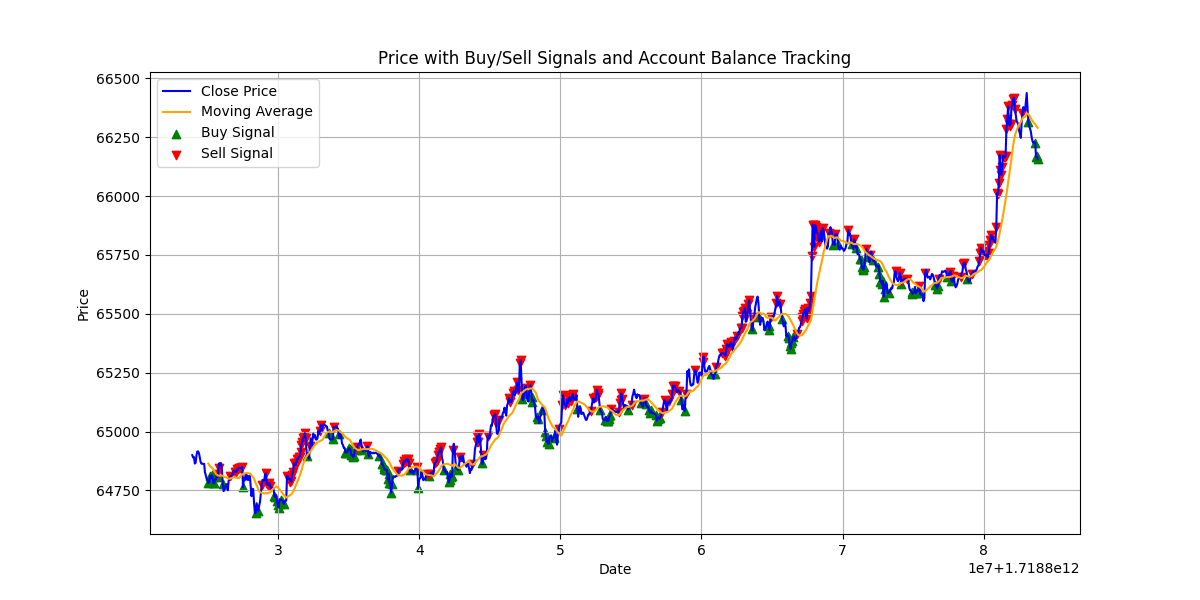 Price with Buy/Sell Signals and Account Balance Tracking
66500
66250
66000
65750
65500
65250
65000
64750
Price
Close Price
Moving Average
Buy Signal
Sell Signal
3 4 5 6 7 8
Date
1e7+1.7188e12